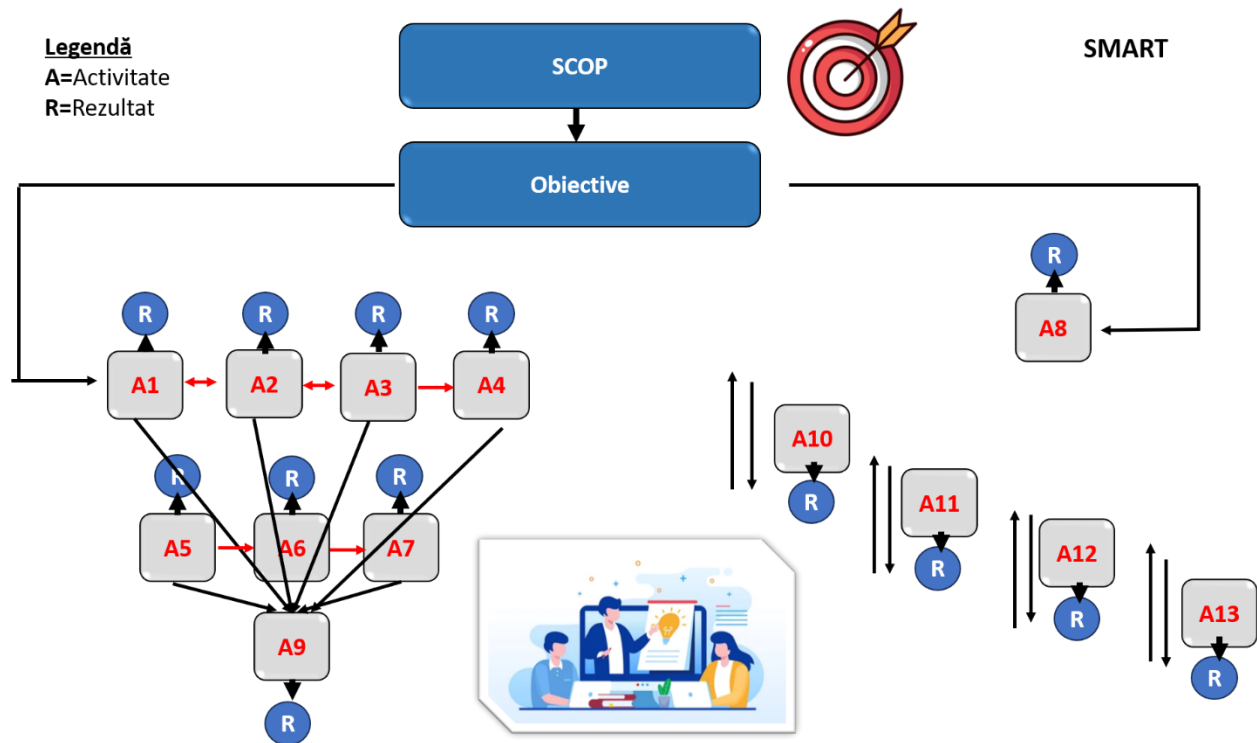 Legendă
A=Activitate
R=Rezultat
SCOP
SMART
Obiective
R
A8
R
R
R
R
A1
A2
A3
A4
A10
R
R
R
R
A11
R
A5
A6
A7
A12
R
A9
A13
R
R
R